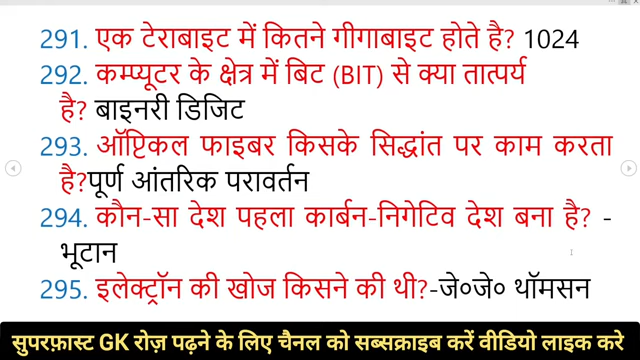 291. एक टेराबाइट में कितने गीगाबाइट होते है? 1024
292. कम्प्यूटर के क्षेत्र में बिट (BIT) से क्या तात्पर्य
है? बाइनरी डिजिट
293. ऑप्टिकल फाइबर किसके सिद्धांत पर काम करता
है?पूर्ण आंतरिक परावर्तन
294. कौन-सा देश पहला कार्बन-निगेटिव देश बना है? -
भूटान
295. इलेक्ट्रॉन की खोज किसने की थी?-जे०जे० थॉमसन
सुपरफ़ास्ट GK रोज़ पढ़ने के लिए चैनल को सब्सक्राइब करें वीडियो लाइक करे